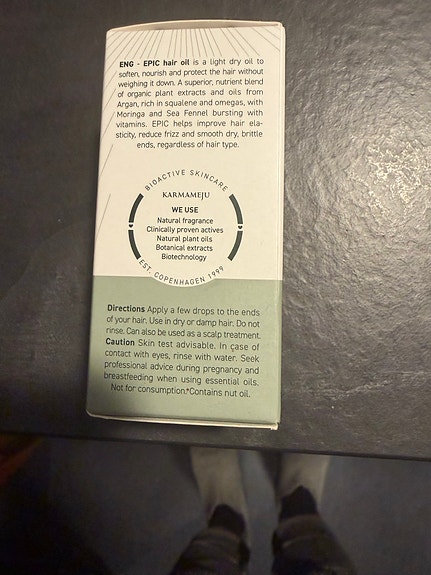 ENG - EPIC hair oil is a light dry oil to
soften, nourish and protect the hair without
weighing it down. A superior, nutrient blend
of organic plant extracts and oils from
Argan, rich in squalene and omegas, with
Moringa and Sea Fennel bursting with
vitamins. EPIC helps improve hair ela-
sticity, reduce frizz and smooth dry, brittle
ends, regardless of hair type.
BIOACTIVE SKINCARE
KARMAMEJU
WE USE
Natural fragrance
Clinically proven actives
Natural plant oils
Botanical extracts
Biotechnology
EST. COPENHAGEN 1999
Directions Apply a few drops to the ends
of your hair. Use in dry or damp hair. Do not
rinse. Can also be used as a scalp treatment.
Caution Skin test advisable. In case of
contact with eyes, rinse with water. Seek
professional advice during pregnancy and
breastfeeding when using essential oils.
Not for consumption.*Contains nut oil.